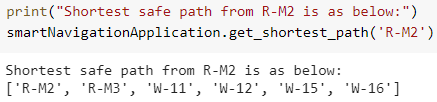 print("Shortest safe path from R-M2 is as below:")
smartNavigationApplication.get_shortest_path('R-M2')
Shortest safe path from R-M2 is as below:
['R-M2', 'R-M3', 'W-11', 'W-12', 'W-15', 'W-16']